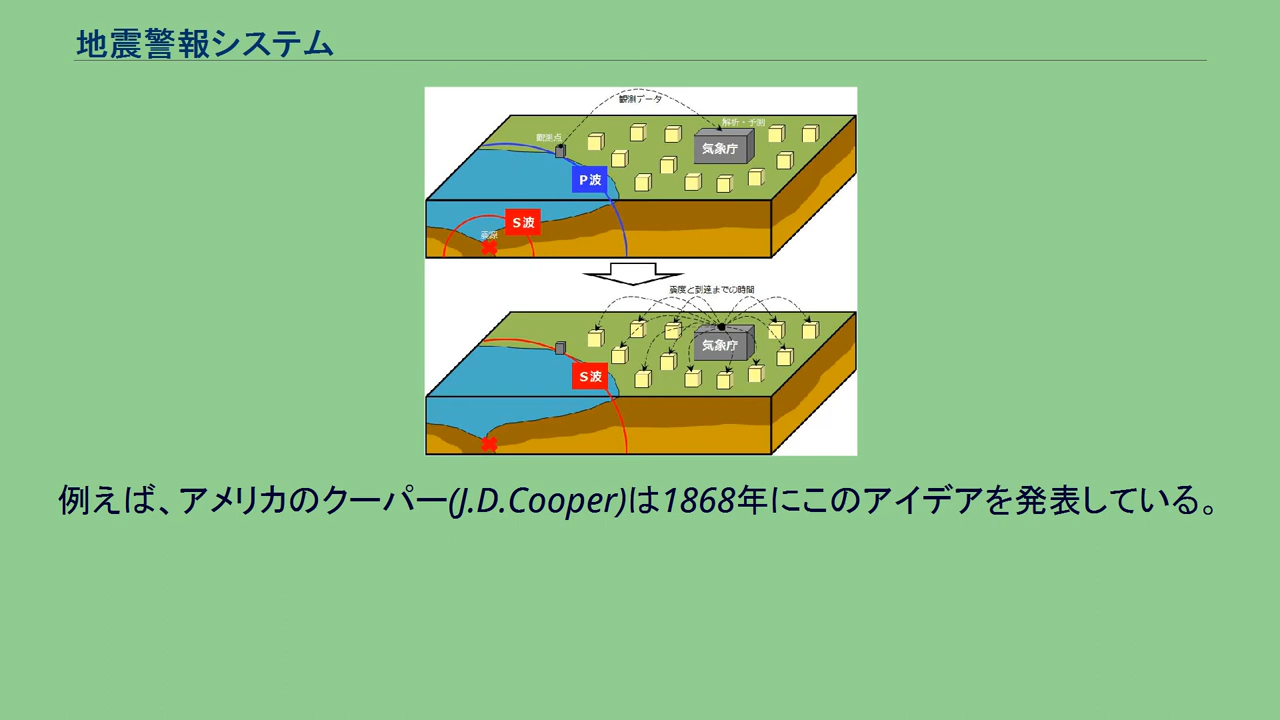 地震警報システム
観測データ
解析・予測
観測点
気象庁
P波
S波
震源
震度と到達までの時間
気象庁
S波
例えば、アメリカのクーパー(J.D.Cooper)は1868年にこのアイデアを発表している。